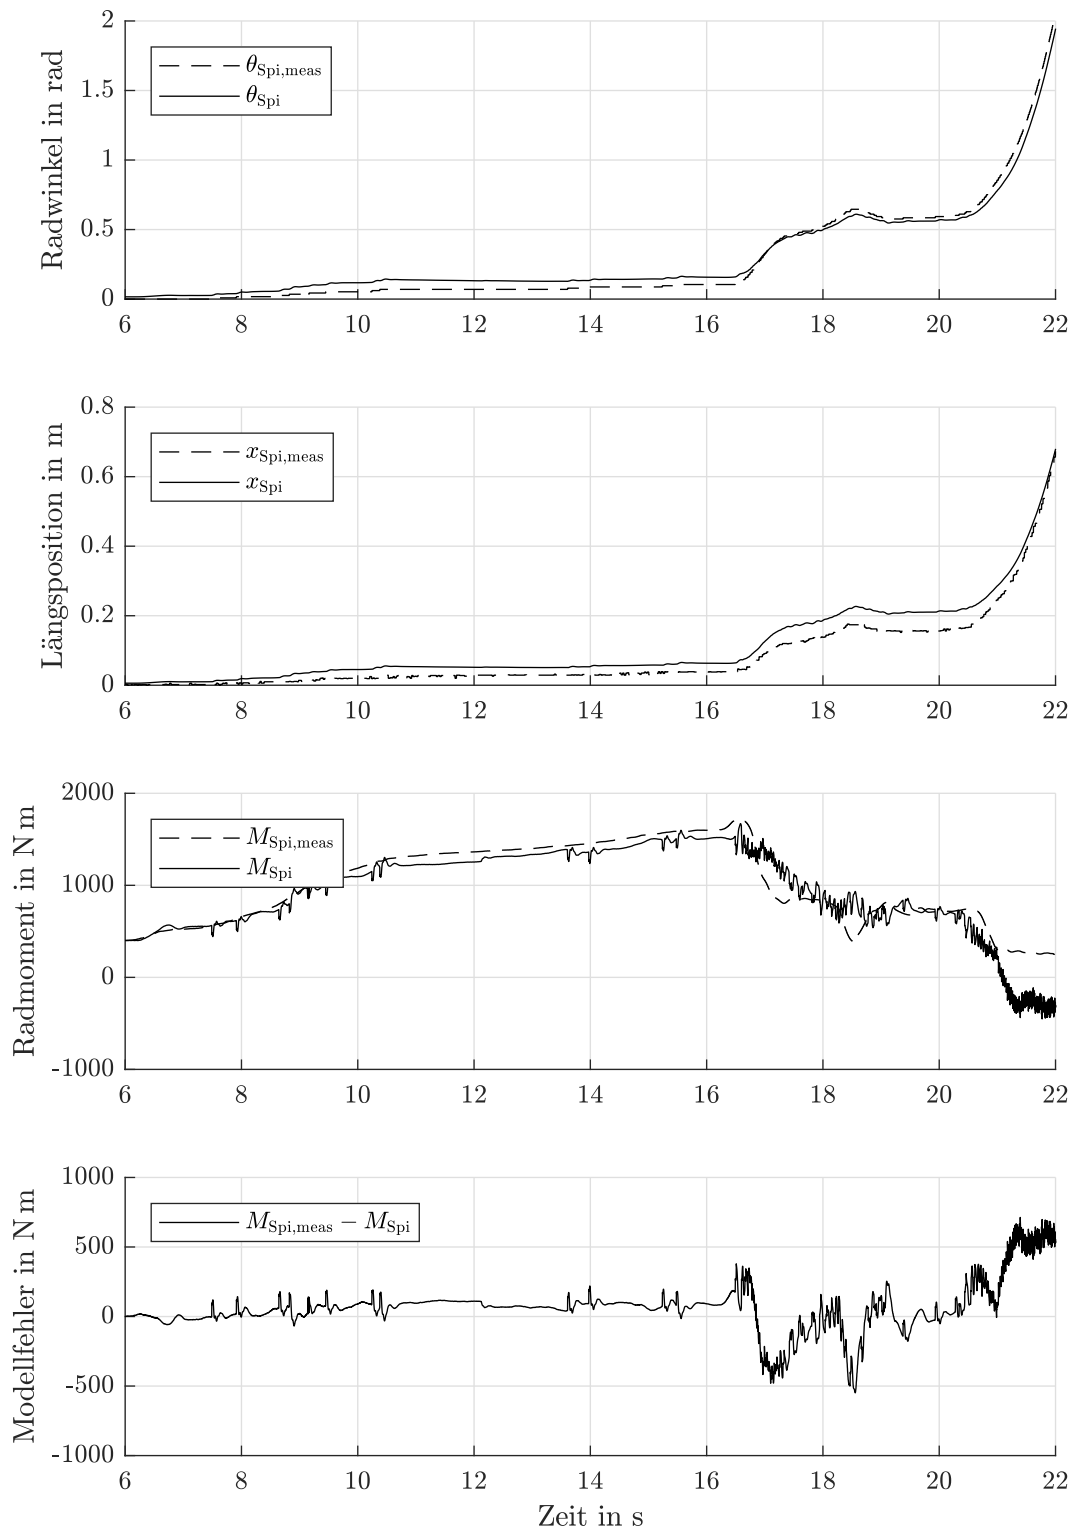 Radwinkel in rad
2
1.5
1
0.5
0
θSpi,meas
θSpi
6 8 10 12 14 16 18 20 22
Längsposition in m
0.8
0.6
0.4
0.2
0
xSpi,meas
xSpi
6 8 10 12 14 16 18 20 22
Radmoment in N m
2000
1000
0
-1000
MSpi,meas
MSpi
6 8 10 12 14 16 18 20 22
Modellfehler in N m
1000
500
0
-500
-1000
MSpi,meas − MSpi
6 8 10 12 14 16 18 20 22
Zeit in s